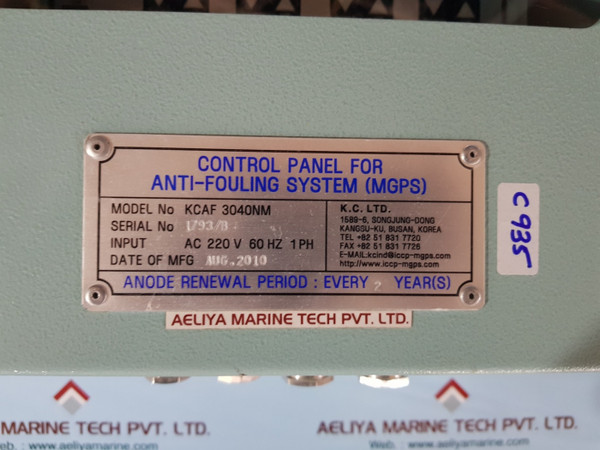 CONTROL PANEL FOR
ANTI-FOULING SYSTEM (MGPS)
MODEL No KCAF 3040NM
SERIAL No 1793/B
INPUT AC 220 V 60 HZ 1PH
DATE OF MFG AUG.2010
K.C. LTD.
1589-6, SONGJUNG-DONG
KANGSU-KU, BUSAN, KOREA
TEL +82 51 831 7720
FAX +82 51 831 7726
E-MAIL:kcind@iccp-mgps.com
http://www.iccp-mgps.com
ANODE RENEWAL PERIOD : EVERY 2 YEAR(S)
AELIYA MARINE TECH PVT. LTD.
C935
MARINE TECH PVT. LTD.
Web. : www.aeliyamarine.com
AELIYA MARINE TECH PVT. LTD.
Web. : www.aeliyamarine.com